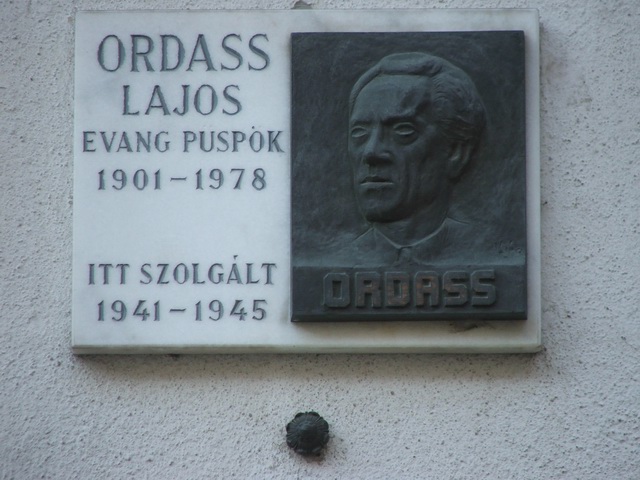 ORDASS
LAJOS
EVANG PUSPÖK
1901–1978
ITT SZOLGÁLT
1941–1945
ORDASS